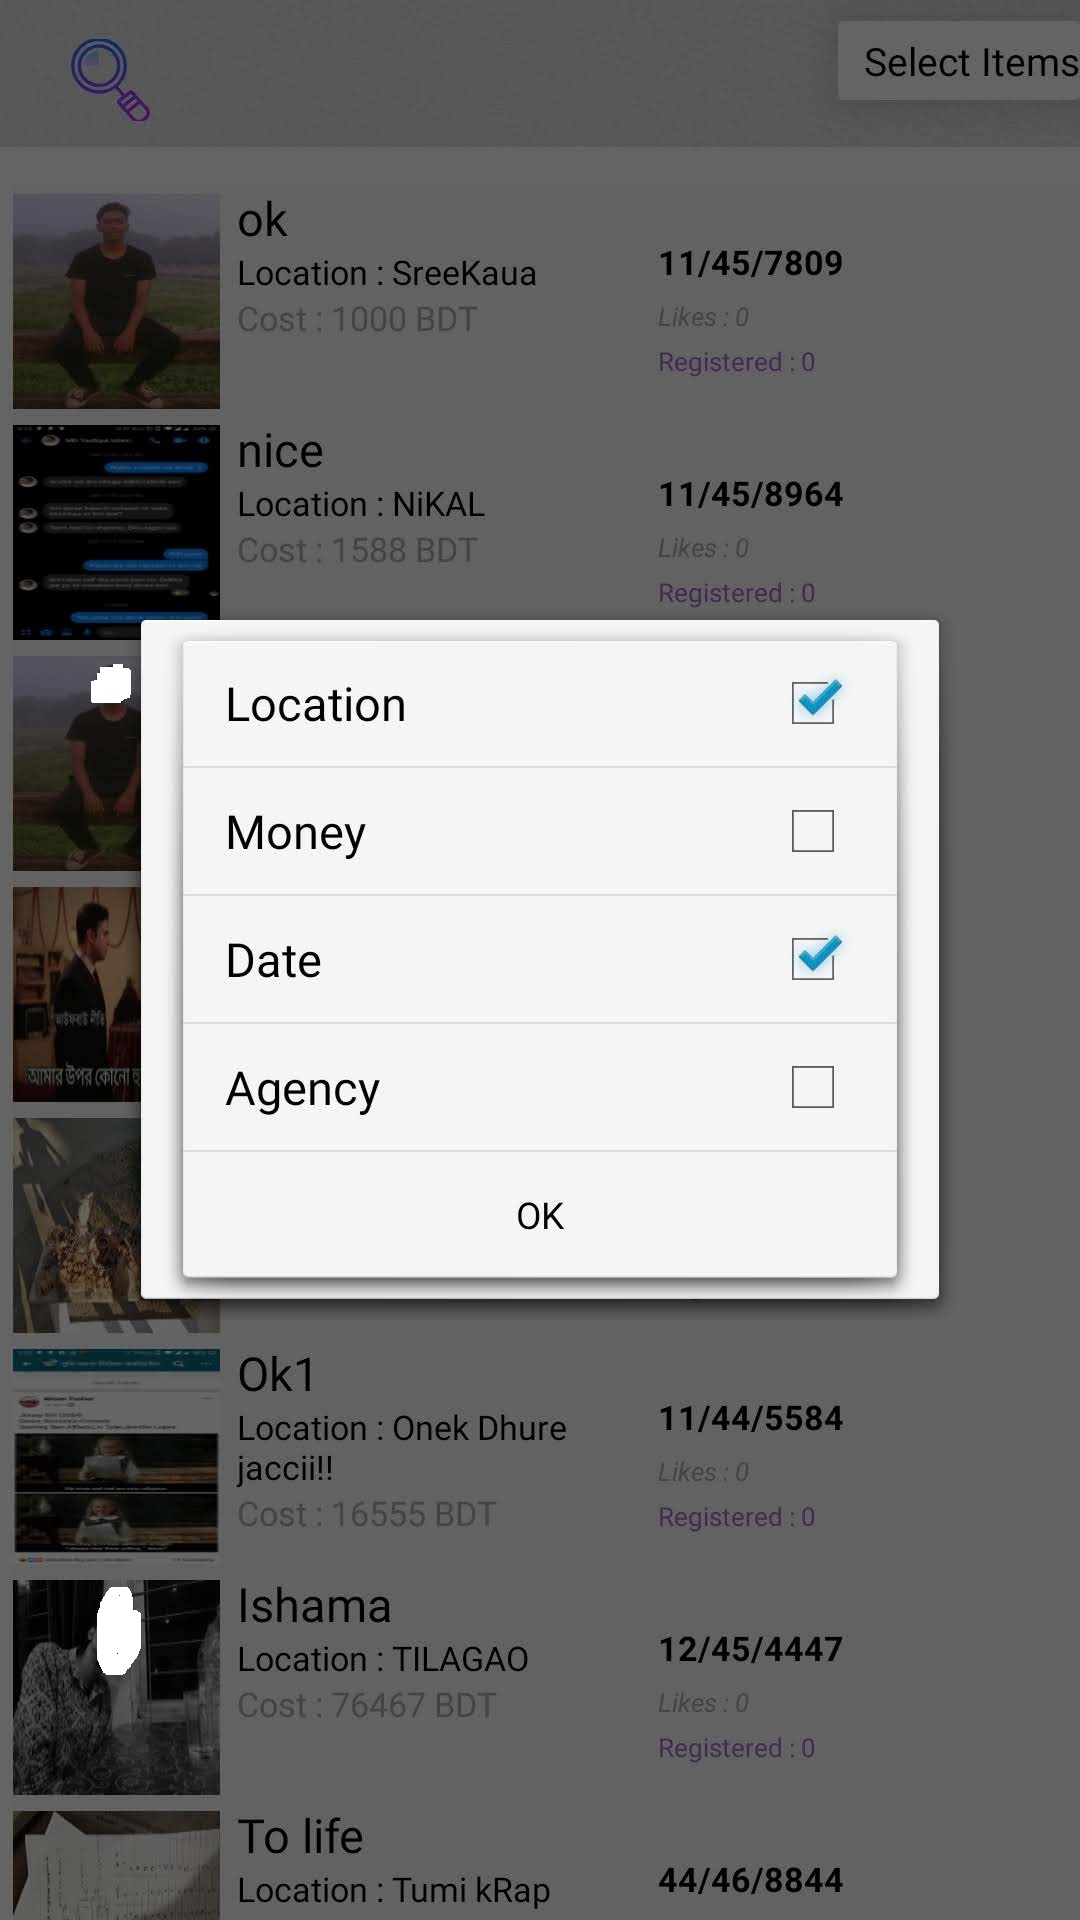 Select Items
ok
Location : SreeKaua
Cost : 1000 BDT
11/45/7809
Likes : 0
Registered : 0
nice
Location : NiKAL
Cost : 1588 BDT
11/45/8964
Likes : 0
Registered : 0
Location
Money
Date
Agency
OK
আউফবাউ নীতি
আমার উপর কোনো হু
Ok1
Location : Onek Dhure
jaccii!!
Cost : 16555 BDT
11/44/5584
Likes : 0
Registered : 0
Ishama
Location : TILAGAO
Cost : 76467 BDT
12/45/4447
Likes : 0
Registered : 0
To life
Location : Tumi kRap
44/46/8844